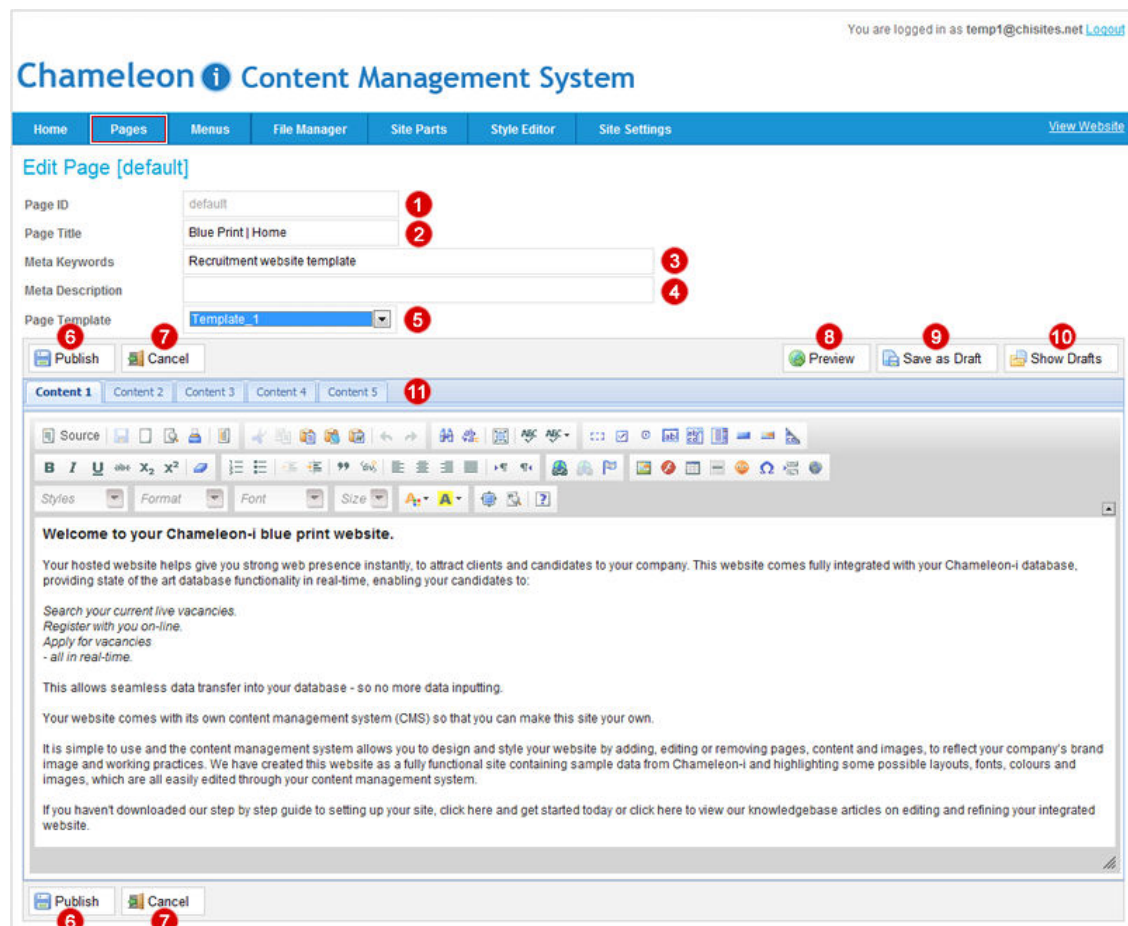 You are logged in as temp1@chisites.net Logout
Chameleon i Content Management System
Home Pages Menus File Manager Site Parts Style Editor Site Settings View Website
Edit Page [default]
Page ID default 1
Page Title Blue Print | Home 2
Meta Keywords Recruitment website template 3
Meta Description 4
Page Template Template_1 5
6 7 8 9 10
Publish Cancel Preview Save as Draft Show Drafts
Content 1 Content 2 Content 3 Content 4 Content 5 11
Source ABC ABC
B I U abc X2 X2
Styles Format Font Size A A ?
Welcome to your Chameleon-i blue print website.
Your hosted website helps give you strong web presence instantly, to attract clients and candidates to your company. This website comes fully integrated with your Chameleon-i database,
providing state of the art database functionality in real-time, enabling your candidates to:
Search your current live vacancies.
Register with you on-line.
Apply for vacancies
- all in real-time.
This allows seamless data transfer into your database - so no more data inputting.
Your website comes with its own content management system (CMS) so that you can make this site your own.
It is simple to use and the content management system allows you to design and style your website by adding, editing or removing pages, content and images, to reflect your company's brand
image and working practices. We have created this website as a fully functional site containing sample data from Chameleon-i and highlighting some possible layouts, fonts, colours and
images, which are all easily edited through your content management system.
If you haven't downloaded our step by step guide to setting up your site, click here and get started today or click here to view our knowledgebase articles on editing and refining your integrated
website.
Publish Cancel
6 7